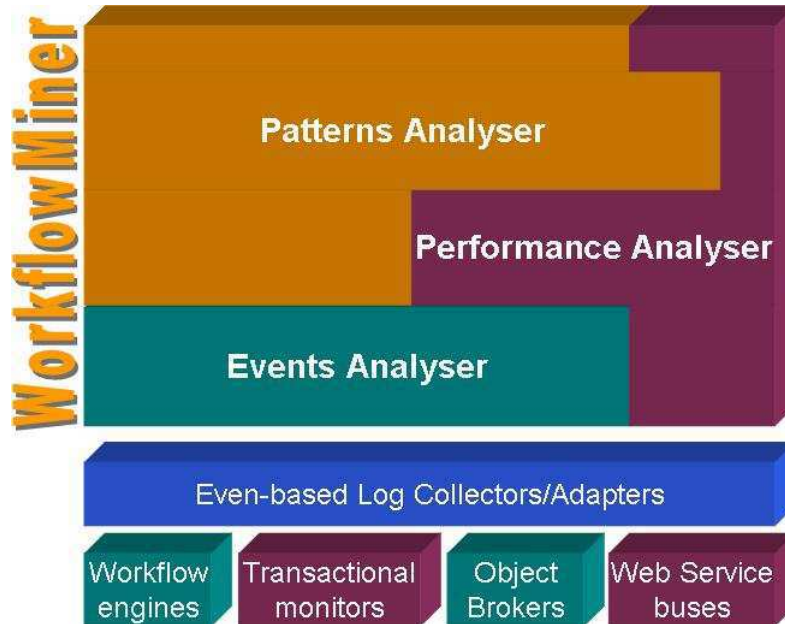 WorkflowMiner
Patterns Analyser
Performance Analyser
Events Analyser
Even-based Log Collectors/Adapters
Workflow
engines
Transactional
monitors
Object
Brokers
Web Service
buses